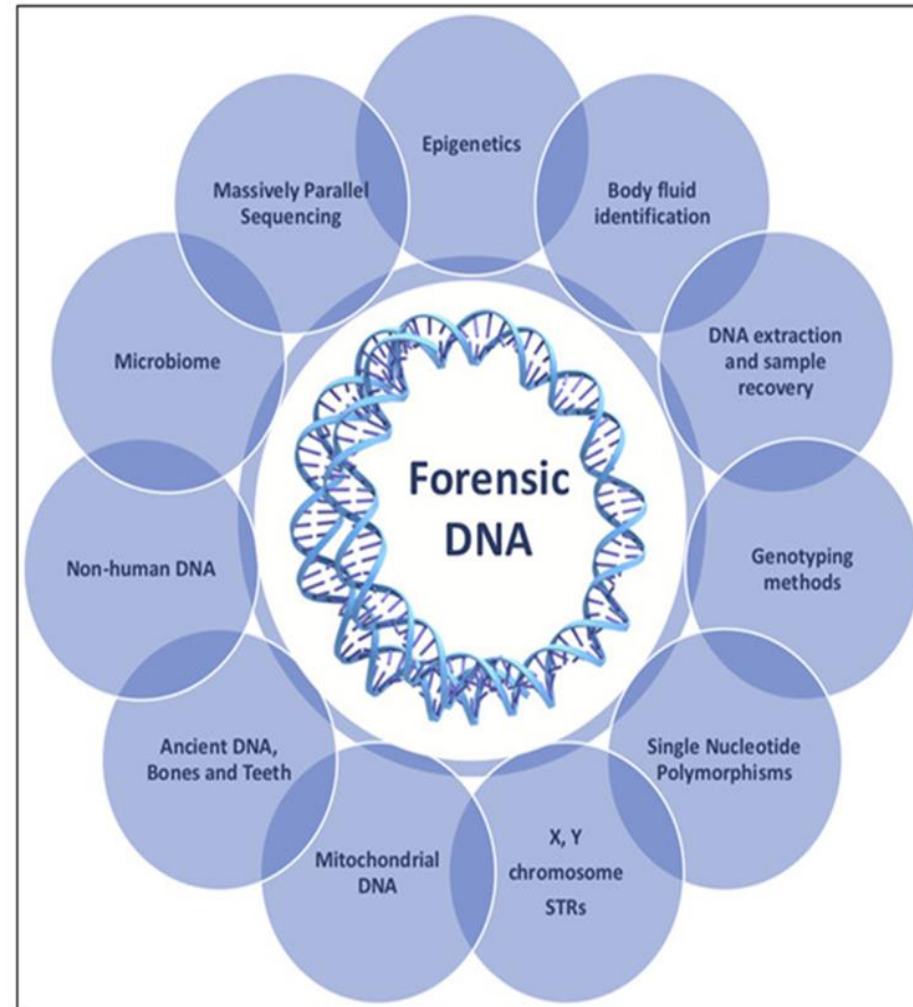 Epigenetics
Body fluid
identification
DNA extraction
and sample
recovery
Genotyping
methods
Single Nucleotide
Polymorphisms
X, Y
chromosome
STRs
Mitochondrial
DNA
Ancient DNA,
Bones and Teeth
Non-human DNA
Microbiome
Massively Parallel
Sequencing
Forensic
DNA